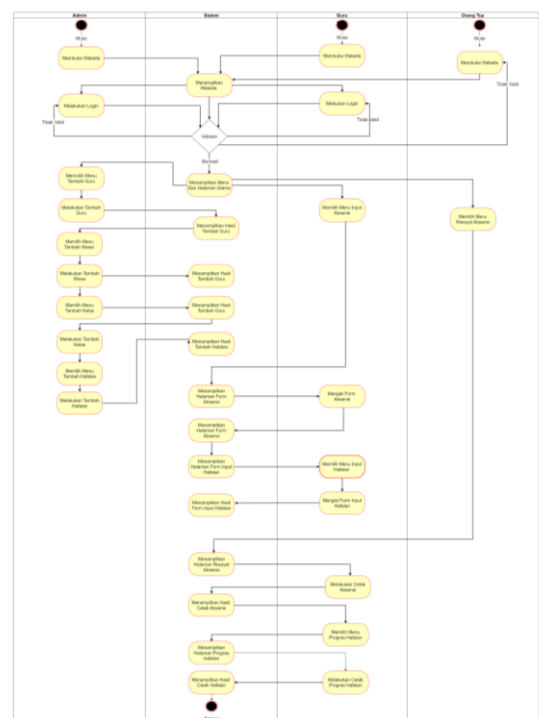 Admin
Sistem
Guru
Orang Tua
Mulai
Mulai
Mulai
Membuka Website
Membuka Website
Membuka Website
Menampilkan
Website
Melakukan Login
Melakukan Login
Tidak Valid
Tidak Valid
Tidak Valid
Validasi
Berhasil
Memilih Menu
Tambah Guru
Menampilkan Menu
dan Halaman Utama
Melakukan Tambah
Guru
Memilih Menu Input
Absensi
Memilih Menu
Riwayat Absensi
Menampilkan Hasil
Tambah Guru
Memilih Menu
Tambah Siswa
Melakukan Tambah
Siswa
Menampilkan Hasil
Tambah Guru
Memilih Menu
Tambah Kelas
Menampilkan Hasil
Tambah Guru
Melakukan Tambah
Kelas
Menampilkan Hasil
Tambah Hafalan
Memilih Menu
Tambah Hafalan
Melakukan Tambah
Hafalan
Menampilkan
Halaman Form
Absensi
Mengisi Form
Absensi
Menampilkan
Halaman Form
Absensi
Menampilkan
Halaman Form Input
Hafalan
Memilih Menu Input
Hafalan
Menampilkan Hasil
Form Input Hafalan
Mengisi Form Input
Hafalan
Menampilkan
Halaman Riwayat
Absensi
Melakukan Cetak
Absensi
Menampilkan Hasil
Cetak Absensi
Memilih Menu
Progres Hafalan
Menampilkan
Halaman Progres
Hafalan
Menampilkan Hasil
Cetak Hafalan
Melakukan Cetak
Progres Hafalan